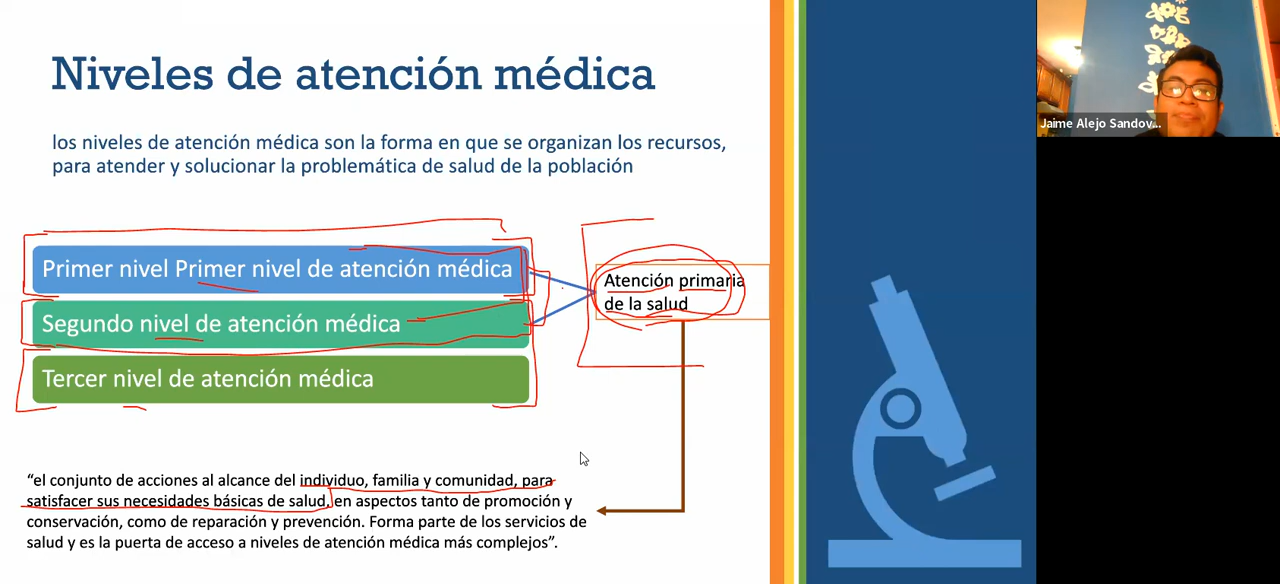 Niveles de atención médica
los niveles de atención médica son la forma en que se organizan los recursos,
para atender y solucionar la problemática de salud de la población
Primer nivel Primer nivel de atención médica
Segundo nivel de atención médica
Tercer nivel de atención médica
Atención primaria
de la salud
“el conjunto de acciones al alcance del individuo, familia y comunidad, para
satisfacer sus necesidades básicas de salud, en aspectos tanto de promoción y
conservación, como de reparación y prevención. Forma parte de los servicios de
salud y es la puerta de acceso a niveles de atención médica más complejos”.
Jaime Alejo Sandov...